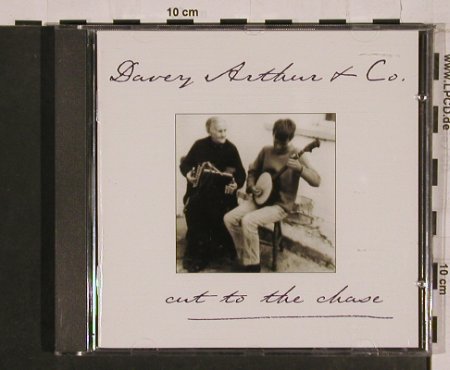 10 cm
Davey Arthur & Co.
cut to the chase
www.LPCD.de
10 cm